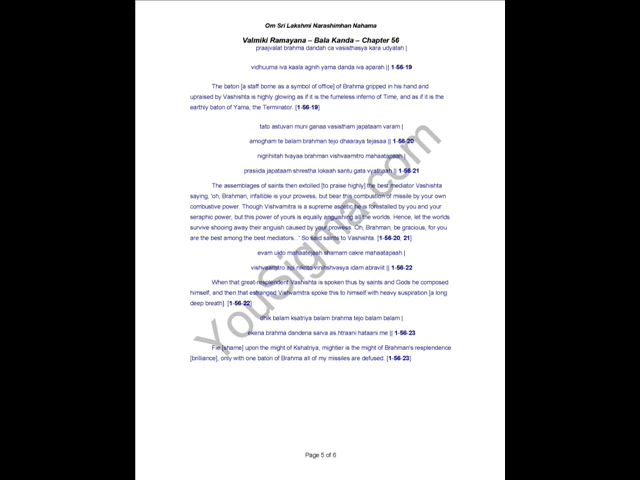 Om Sri Lakshmi Narashimhan Nahama
Valmiki Ramayana – Bala Kanda – Chapter 56
praajvalat brahma dandah ca vasisthasya kara udyatah |
vidhuuma iva kaala agnih yama danda iva aparah || 1-56-19
The baton [a staff borne as a symbol of office] of Brahma gripped in his hand and
upraised by Vashishta is highly glowing as if it is the fumeless inferno of Time, and as if it is the
earthly baton of Yama, the Terminator. [1-56-19]
tato astuvan muni ganaa vasistham japataam varam |
amogham te balam brahman tejo dhaaraya tejasaa || 1-56-20
nigrihiitah tvayaa brahman vishvaamitro mahaatapaah |
prasiida japataam shrestha lokaah santu gata vyathaah || 1-56-21
The assemblages of saints then extolled [to praise highly] the best mediator Vashishta
saying, 'oh, Brahman, infallible is your prowess, but bear this combustion of missile by your own
combustive power. Though Vishvamitra is a supreme ascetic he is forestalled by you and your
seraphic power, but this power of yours is equally anguishing all the worlds. Hence, let the worlds
survive shooing away their anguish caused by your prowess. Oh, Brahman, be gracious, for you
are the best among the best mediators...' So said saints to Vashishta. [1-56-20, 21]
evam ukto mahaatejaah shamam cakre mahaatapaah |
vishvaamitro api nikrito vinihshvasya idam abraviit || 1-56-22
When that great-resplendent Vashishta is spoken thus by saints and Gods he composed
himself, and then that estranged Vishvamitra spoke this to himself with heavy suspiration [a long
deep breath]. [1-56-22]
dhik balam ksatriya balam brahma tejo balam balam |
ekena brahma dandena sarva as.htraani hataani me || 1-56-23
Fie [shame] upon the might of Kshatriya, mightier is the might of Brahman's resplendence
[brilliance], only with one baton of Brahma all of my missiles are defused. [1-56-23]
YouSigma.com
Page 5 of 6